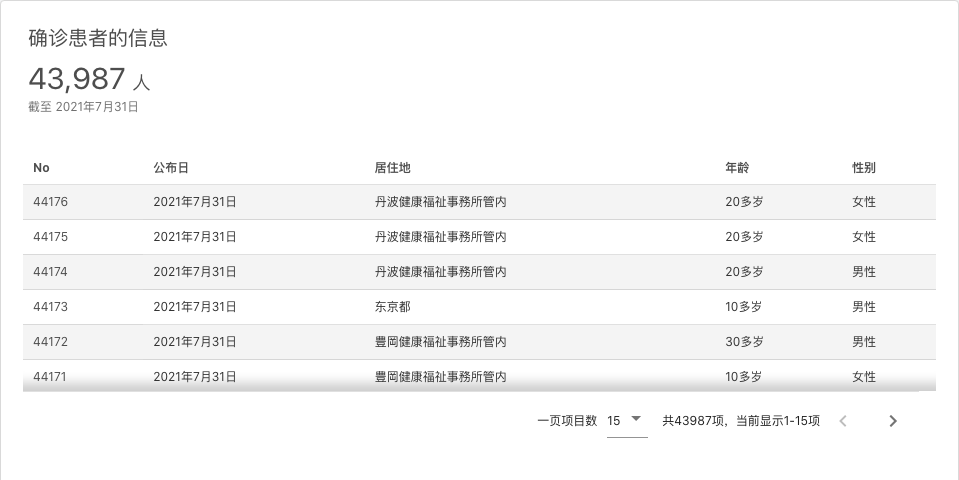 确诊患者的信息
43,987 人
截至 2021年7月31日
No 公布日 居住地 年龄 性别
44176 2021年7月31日 丹波健康福祉事務所管内 20多岁 女性
44175 2021年7月31日 丹波健康福祉事務所管内 20多岁 女性
44174 2021年7月31日 丹波健康福祉事務所管内 20多岁 男性
44173 2021年7月31日 东京都 10多岁 男性
44172 2021年7月31日 豊岡健康福祉事務所管内 30多岁 男性
44171 2021年7月31日 豊岡健康福祉事務所管内 10多岁 女性
一页项目数 15 共43987项，当前显示1-15项